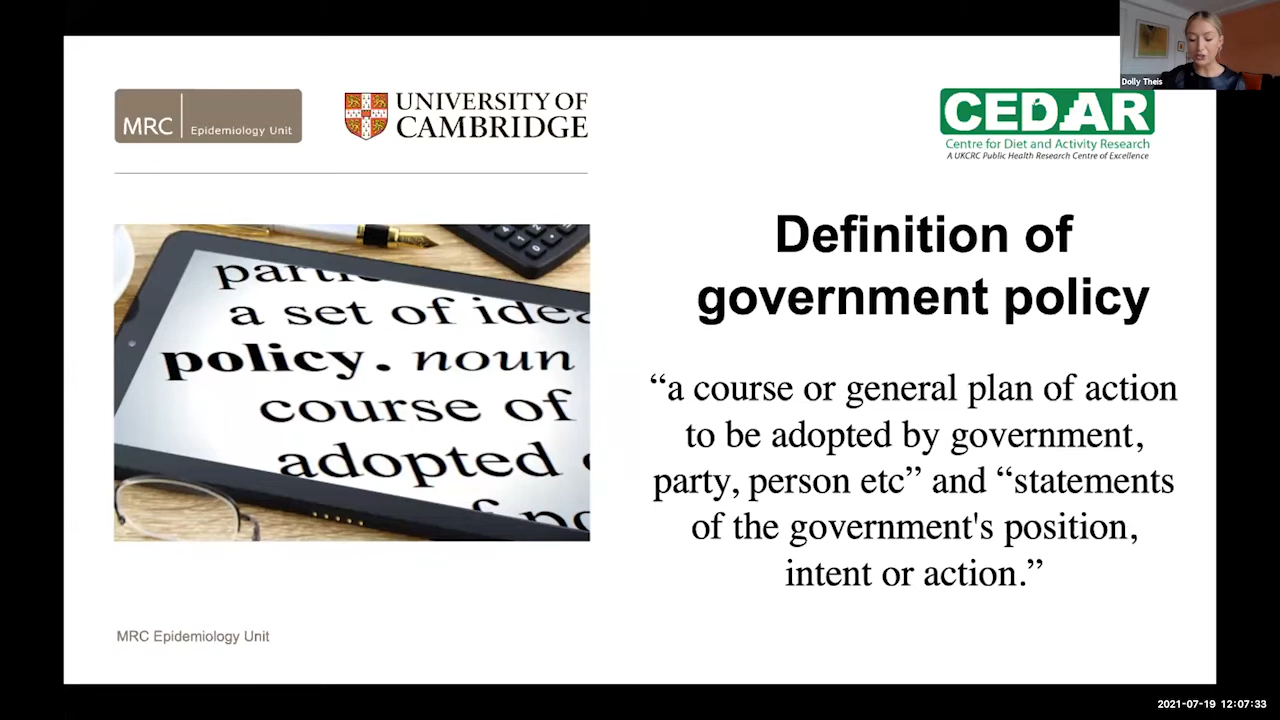 Dolly Theis
MRC Epidemiology Unit
UNIVERSITY OF
CAMBRIDGE
CEDAR
Centre for Diet and Activity Research
A UKCRC Public Health Research Centre of Excellence
a set of
policy. noun
course of
adopted
Definition of
government policy
“a course or general plan of action
to be adopted by government,
party, person etc” and “statements
of the government's position,
intent or action.”
MRC Epidemiology Unit
2021-07-19 12:07:33